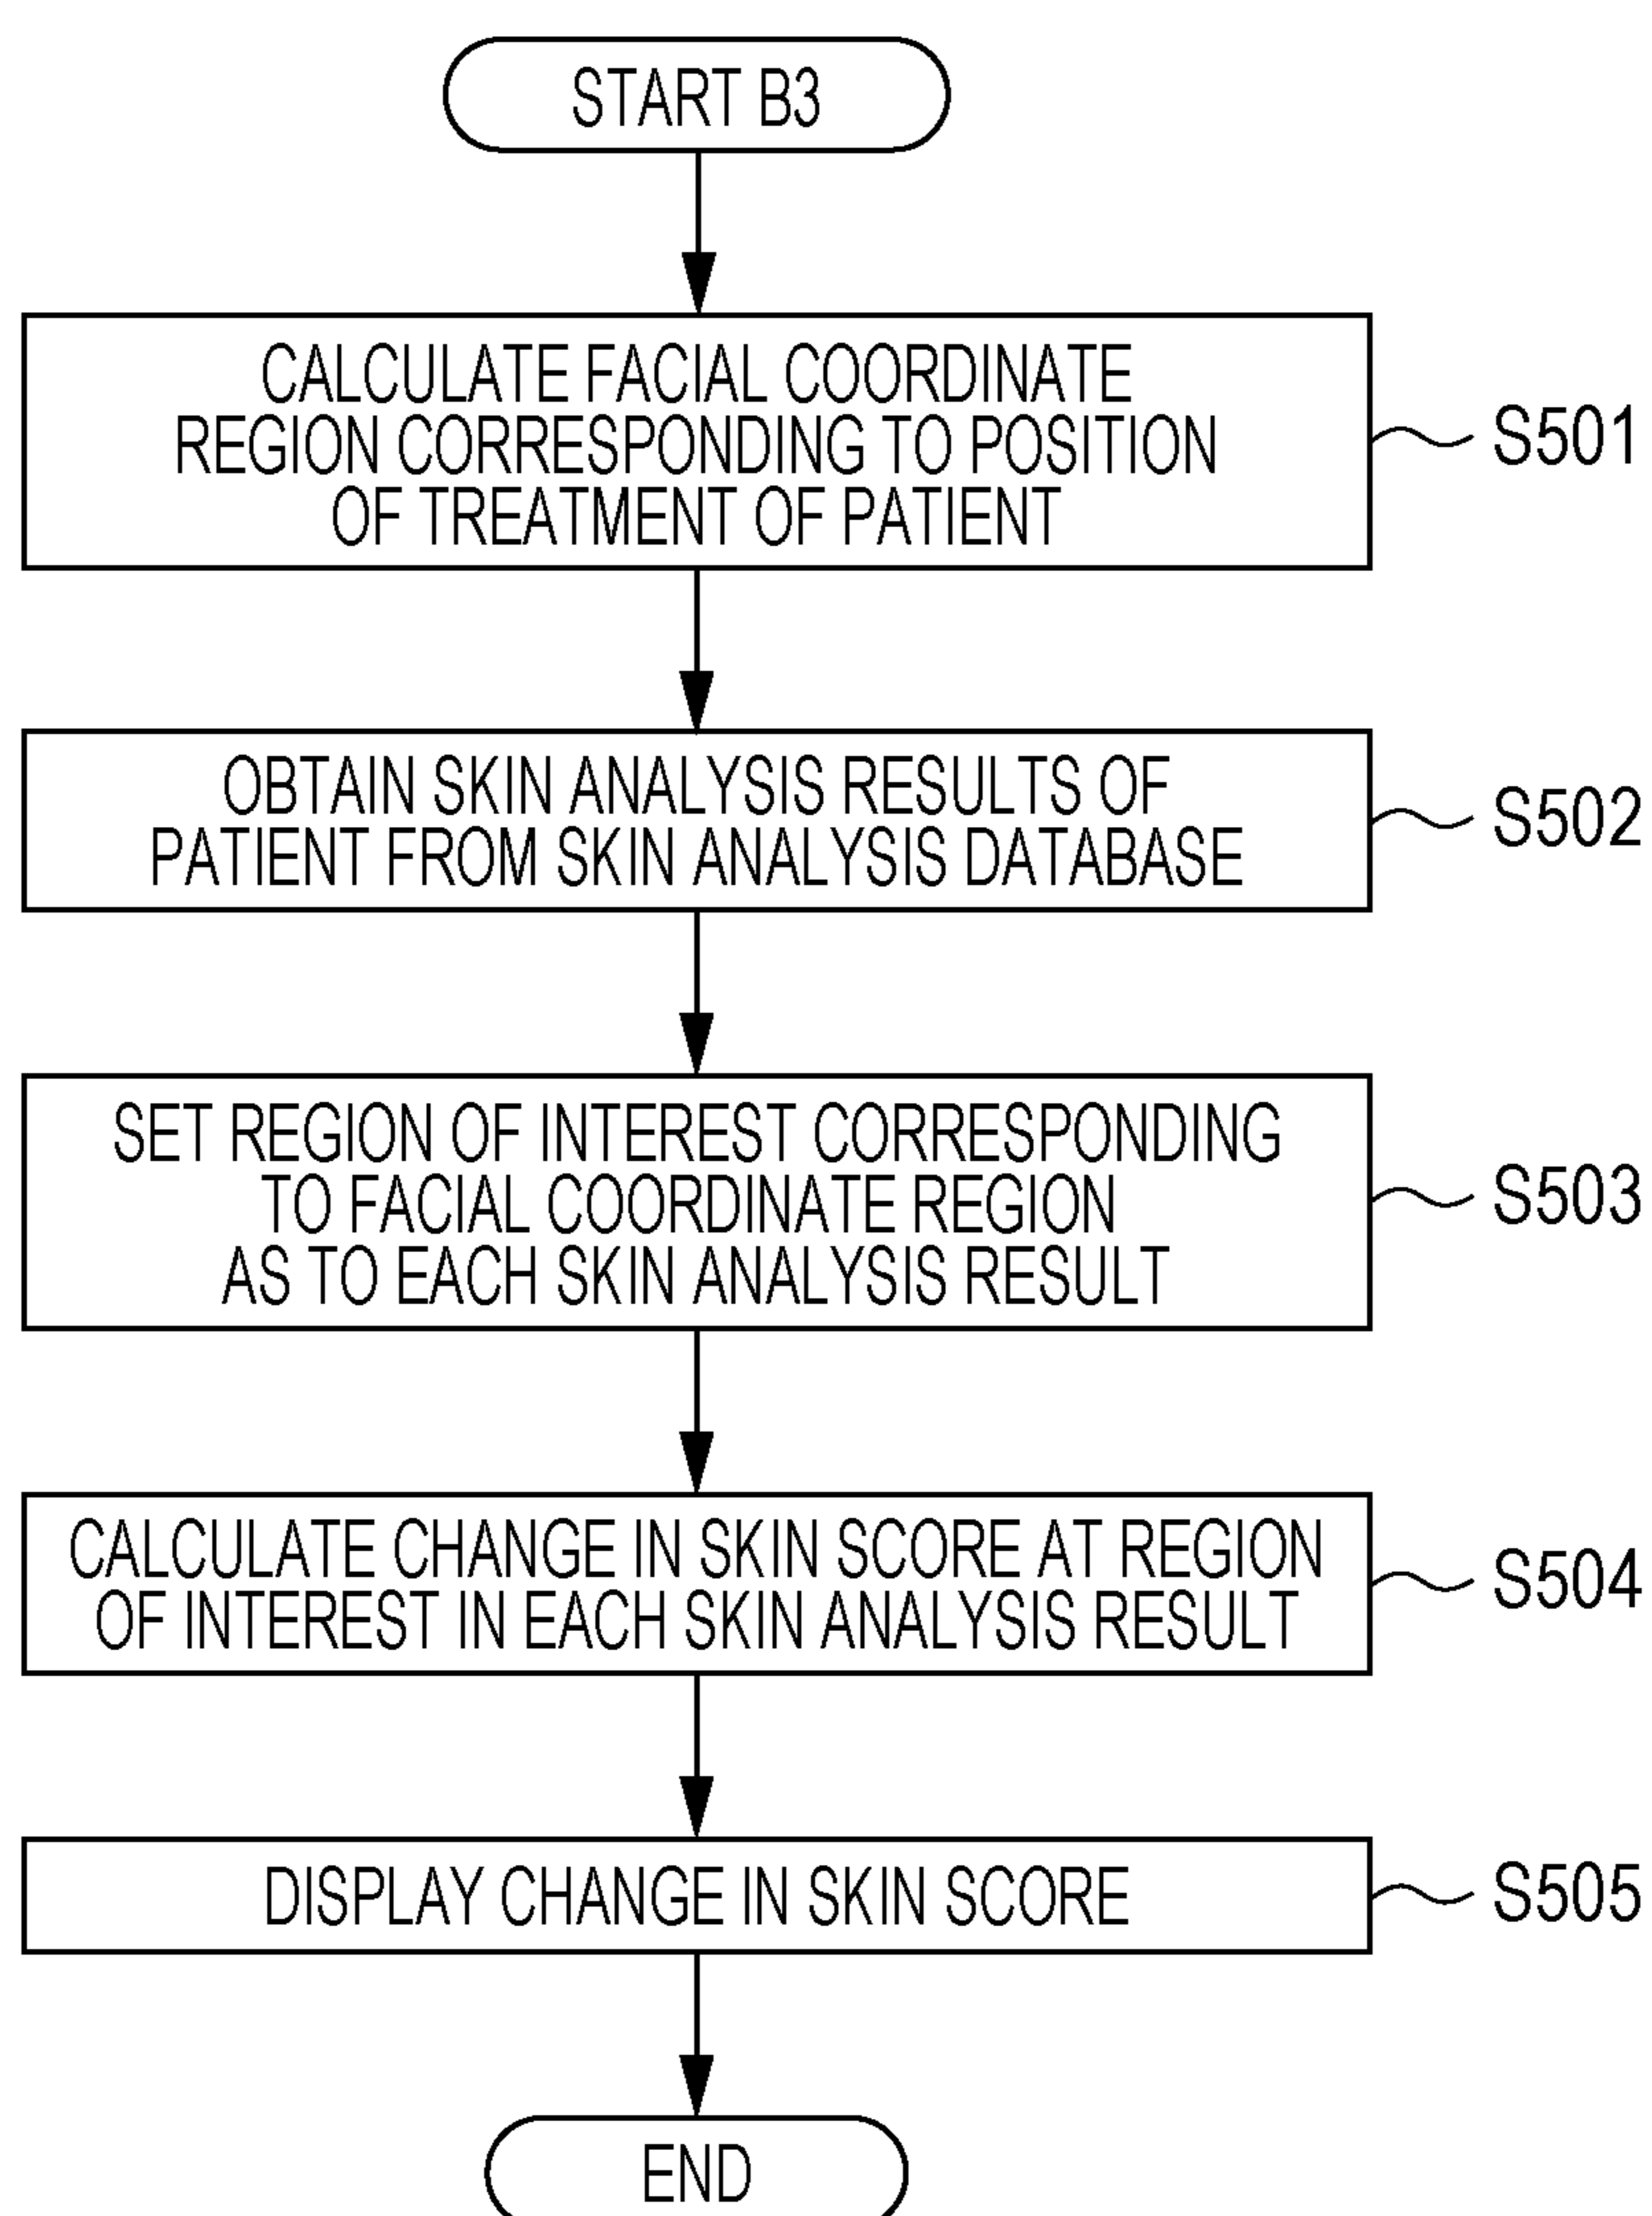 START B3
CALCULATE FACIAL COORDINATE
REGION CORRESPONDING TO POSITION
OF TREATMENT OF PATIENT
S501
OBTAIN SKIN ANALYSIS RESULTS OF
PATIENT FROM SKIN ANALYSIS DATABASE
S502
SET REGION OF INTEREST CORRESPONDING
TO FACIAL COORDINATE REGION
AS TO EACH SKIN ANALYSIS RESULT
S503
CALCULATE CHANGE IN SKIN SCORE AT REGION
OF INTEREST IN EACH SKIN ANALYSIS RESULT
S504
DISPLAY CHANGE IN SKIN SCORE
S505
END